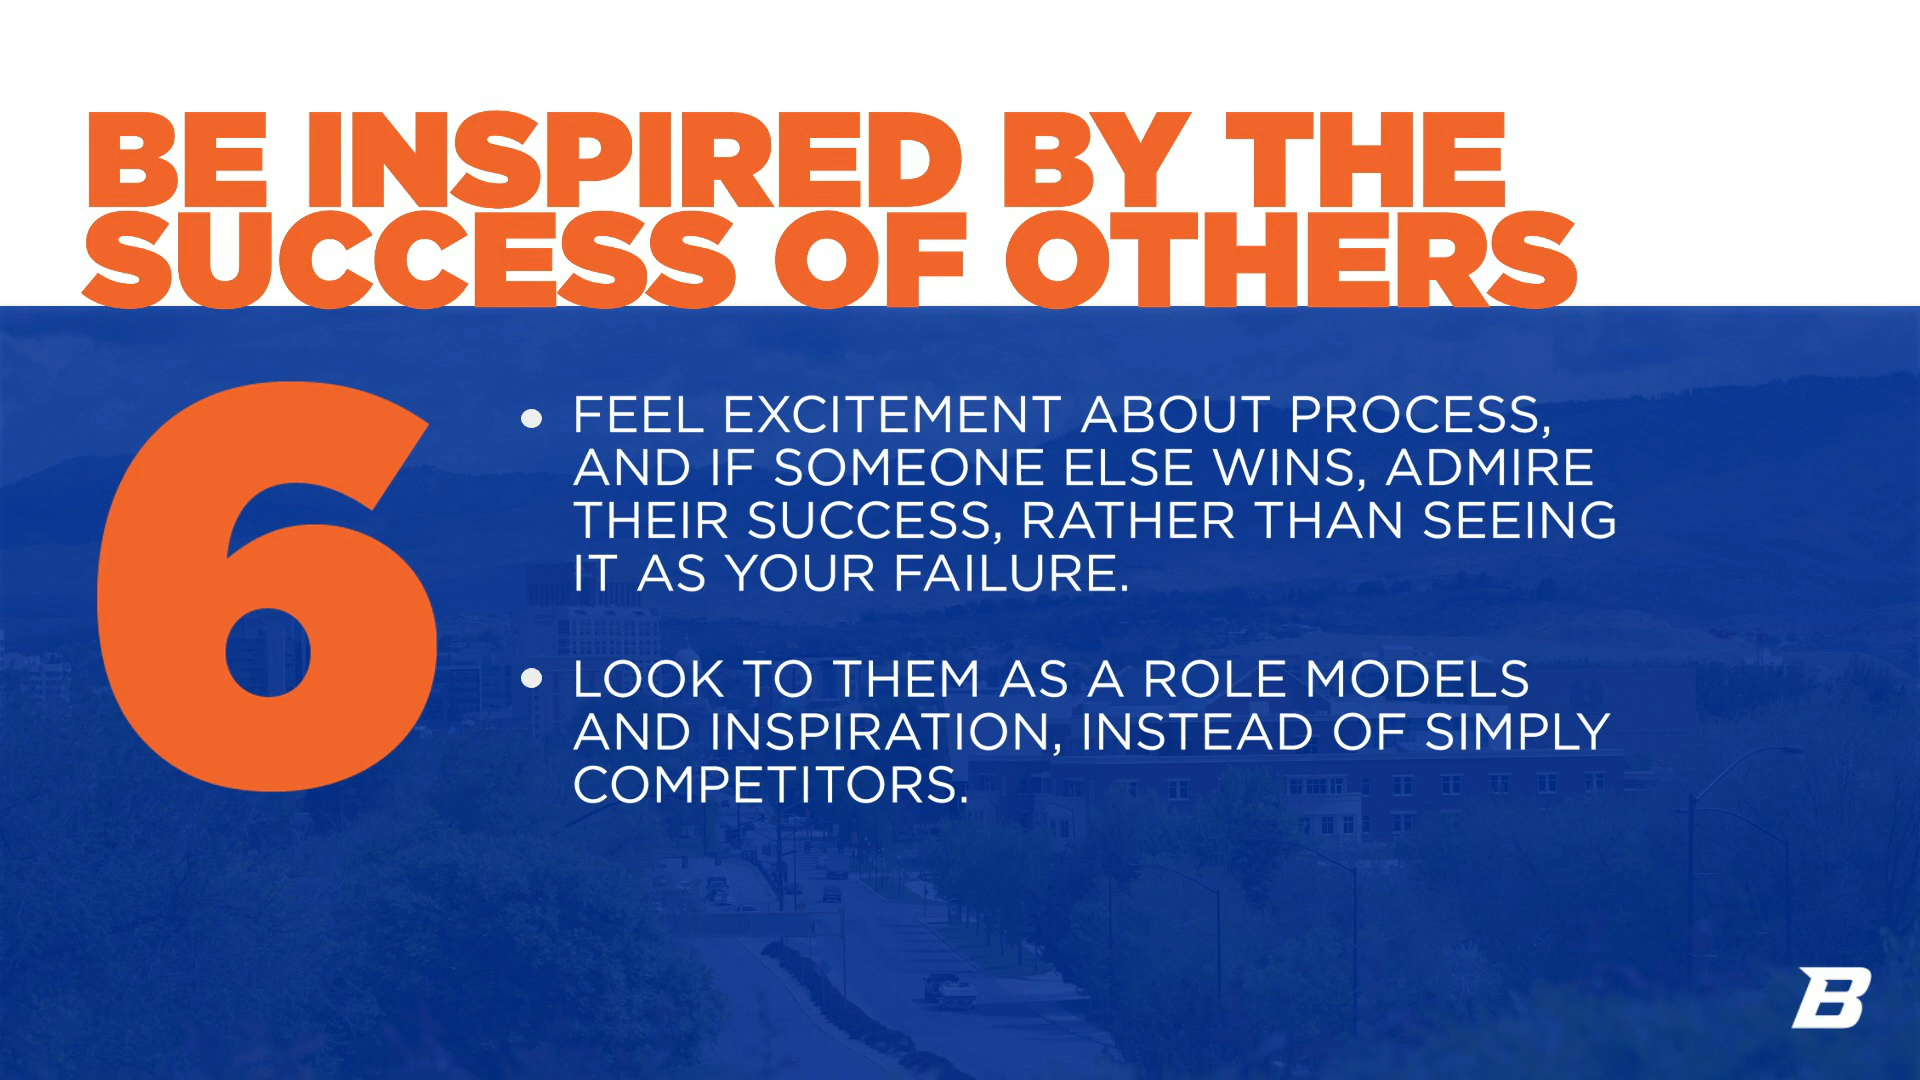 BE INSPIRED BY THE
SUCCESS OF OTHERS
6
• FEEL EXCITEMENT ABOUT PROCESS,
AND IF SOMEONE ELSE WINS, ADMIRE
THEIR SUCCESS, RATHER THAN SEEING
IT AS YOUR FAILURE.
• LOOK TO THEM AS A ROLE MODELS
AND INSPIRATION, INSTEAD OF SIMPLY
COMPETITORS.
B